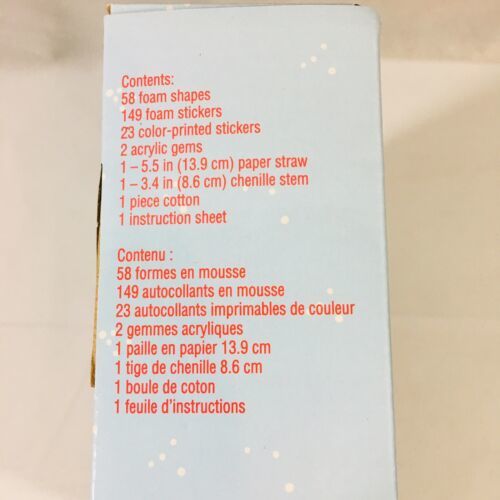 Contents:
58 foam shapes
149 foam stickers
23 color-printed stickers
2 acrylic gems
1 – 5.5 in (13.9 cm) paper straw
1 – 3.4 in (8.6 cm) chenille stem
1 piece cotton
1 instruction sheet
Contenu :
58 formes en mousse
149 autocollants en mousse
23 autocollants imprimables de couleur
2 gemmes acryliques
1 paille en papier 13.9 cm
1 tige de chenille 8.6 cm
1 boule de coton
1 feuile d'instructions